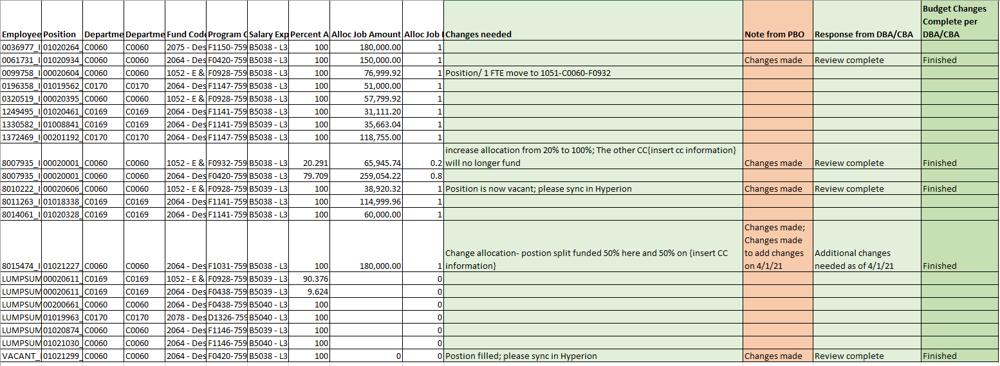 Employee Position Departme Departme Fund Cod Program C Salary Exp Percent A Alloc Job Amount Alloc Job I Changes needed Note from PBO Response from DBA/CBA Budget Changes Complete per DBA/CBA
0036977_I 01020264_ C0060 C0060 2075 - Des F1150-759 B5038 - L3 100 180,000.00 1
0061731_I 01020934_ C0060 C0060 2064 - Des F0420-759 B5038 - L3 100 150,000.00 1 Changes made Review complete Finished
0099758_I 00020604_ C0060 C0060 1052 - E & F0928-759 B5038 - L3 100 76,999.92 1 Position/ 1 FTE move to 1051-C0060-F0932
0196358_I 01019562_ C0170 C0170 2064 - Des F1147-759 B5038 - L3 100 51,000.00 1
0320519_I 00020395_ C0060 C0060 1052 - E & F0928-759 B5038 - L3 100 57,799.92 1
1249495_I 01020461_ C0169 C0169 2064 - Des F1141-759 B5038 - L3 100 31,111.20 1
1330582_I 01008841_ C0169 C0169 2064 - Des F1141-759 B5039 - L3 100 35,663.04 1
1372469_I 00201192_ C0170 C0170 2064 - Des F1147-759 B5038 - L3 100 118,755.00 1
8007935_I 00020001_ C0060 C0060 1052 - E & F0932-759 B5038 - L3 20.291 65,945.74 0.2 increase allocation from 20% to 100%; The other CC{insert cc information} will no longer fund Changes made Review complete Finished
8007935_I 00020001_ C0060 C0060 2064 - Des F0420-759 B5038 - L3 79.709 259,054.22 0.8
8010222_I 00020606_ C0060 C0060 1052 - E & F0928-759 B5039 - L3 100 38,920.32 1 Position is now vacant; please sync in Hyperion Changes made Review complete Finished
8011263_I 01018338_ C0169 C0169 2064 - Des F1141-759 B5038 - L3 100 114,999.96 1
8014061_I 01020328_ C0169 C0169 2064 - Des F1141-759 B5038 - L3 100 60,000.00 1
8015474_I 01021227_ C0060 C0060 2064 - Des F1031-759 B5038 - L3 100 180,000.00 1 Change allocation- postion split funded 50% here and 50% on {insert CC information} Changes made; Changes made to add changes on 4/1/21 Additional changes needed as of 4/1/21 Finished
LUMPSUM 00020611_ C0169 C0169 1052 - E & F0928-759 B5039 - L3 90.376 0
LUMPSUM 00020611_ C0169 C0169 2064 - Des F0438-759 B5039 - L3 9.624 0
LUMPSUM 00200661_ C0060 C0060 2064 - Des F0438-759 B5040 - L3 100 0
LUMPSUM 01019963_ C0170 C0170 2078 - Des D1326-759 B5040 - L3 100 0
LUMPSUM 01020874_ C0060 C0060 2064 - Des F1146-759 B5039 - L3 100 0
LUMPSUM 01021030_ C0060 C0060 2064 - Des F1146-759 B5040 - L3 100 0
VACANT_I 01021299_ C0060 C0060 2064 - Des F0420-759 B5038 - L3 100 0 0 Postion filled; please sync in Hyperion Changes made Review complete Finished